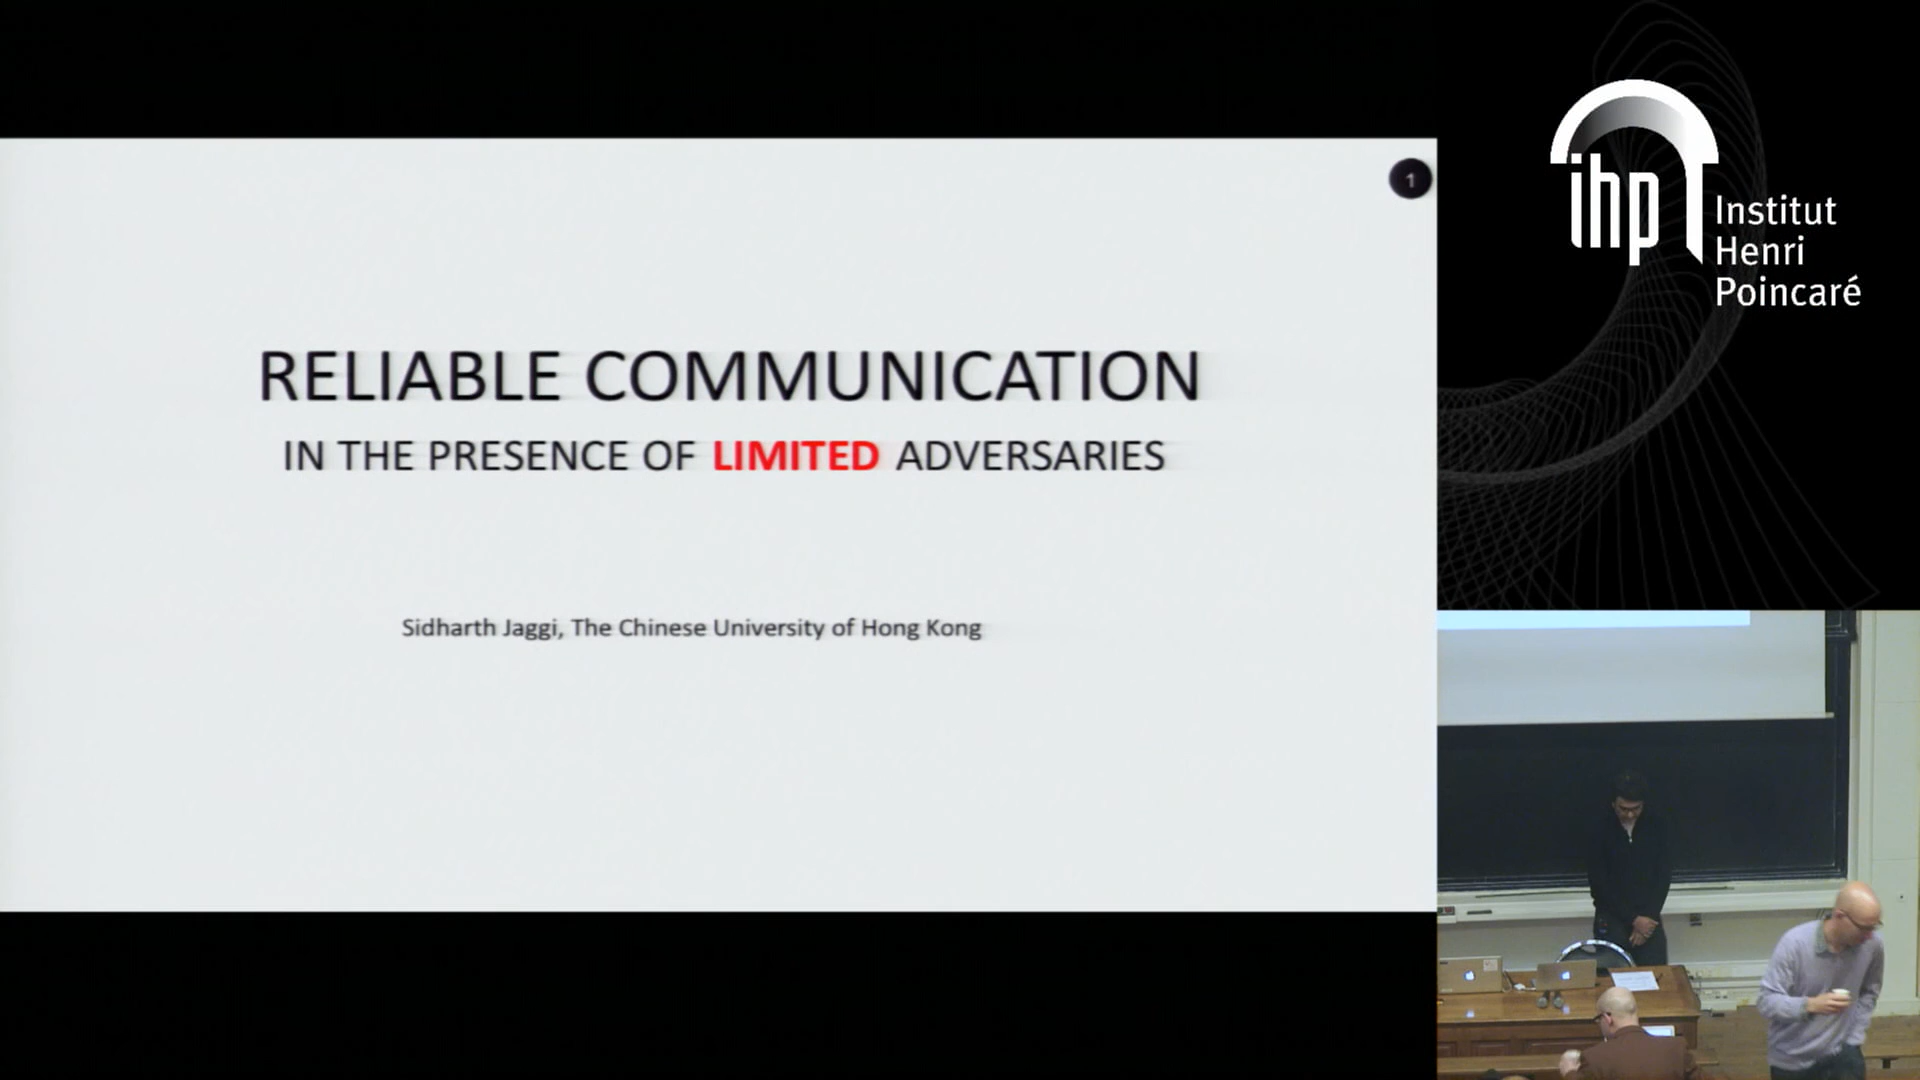 1
RELIABLE COMMUNICATION
IN THE PRESENCE OF LIMITED ADVERSARIES
Sidharth Jaggi, The Chinese University of Hong Kong
ihp
Institut
Henri
Poincaré